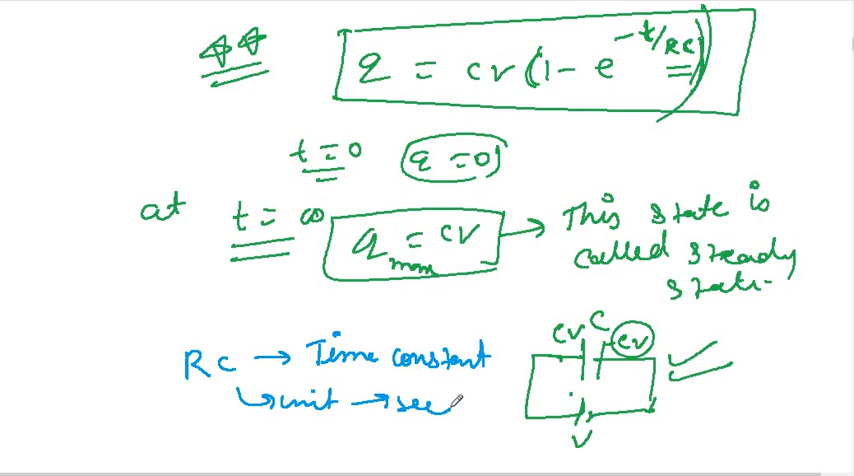 q = cv(1 - e^-t/RC)
t = 0 q = 0
at t = ∞ q max = cv → This state is
called steady
state.
cv C cv
RC → Time constant
↳ unit → sec
V